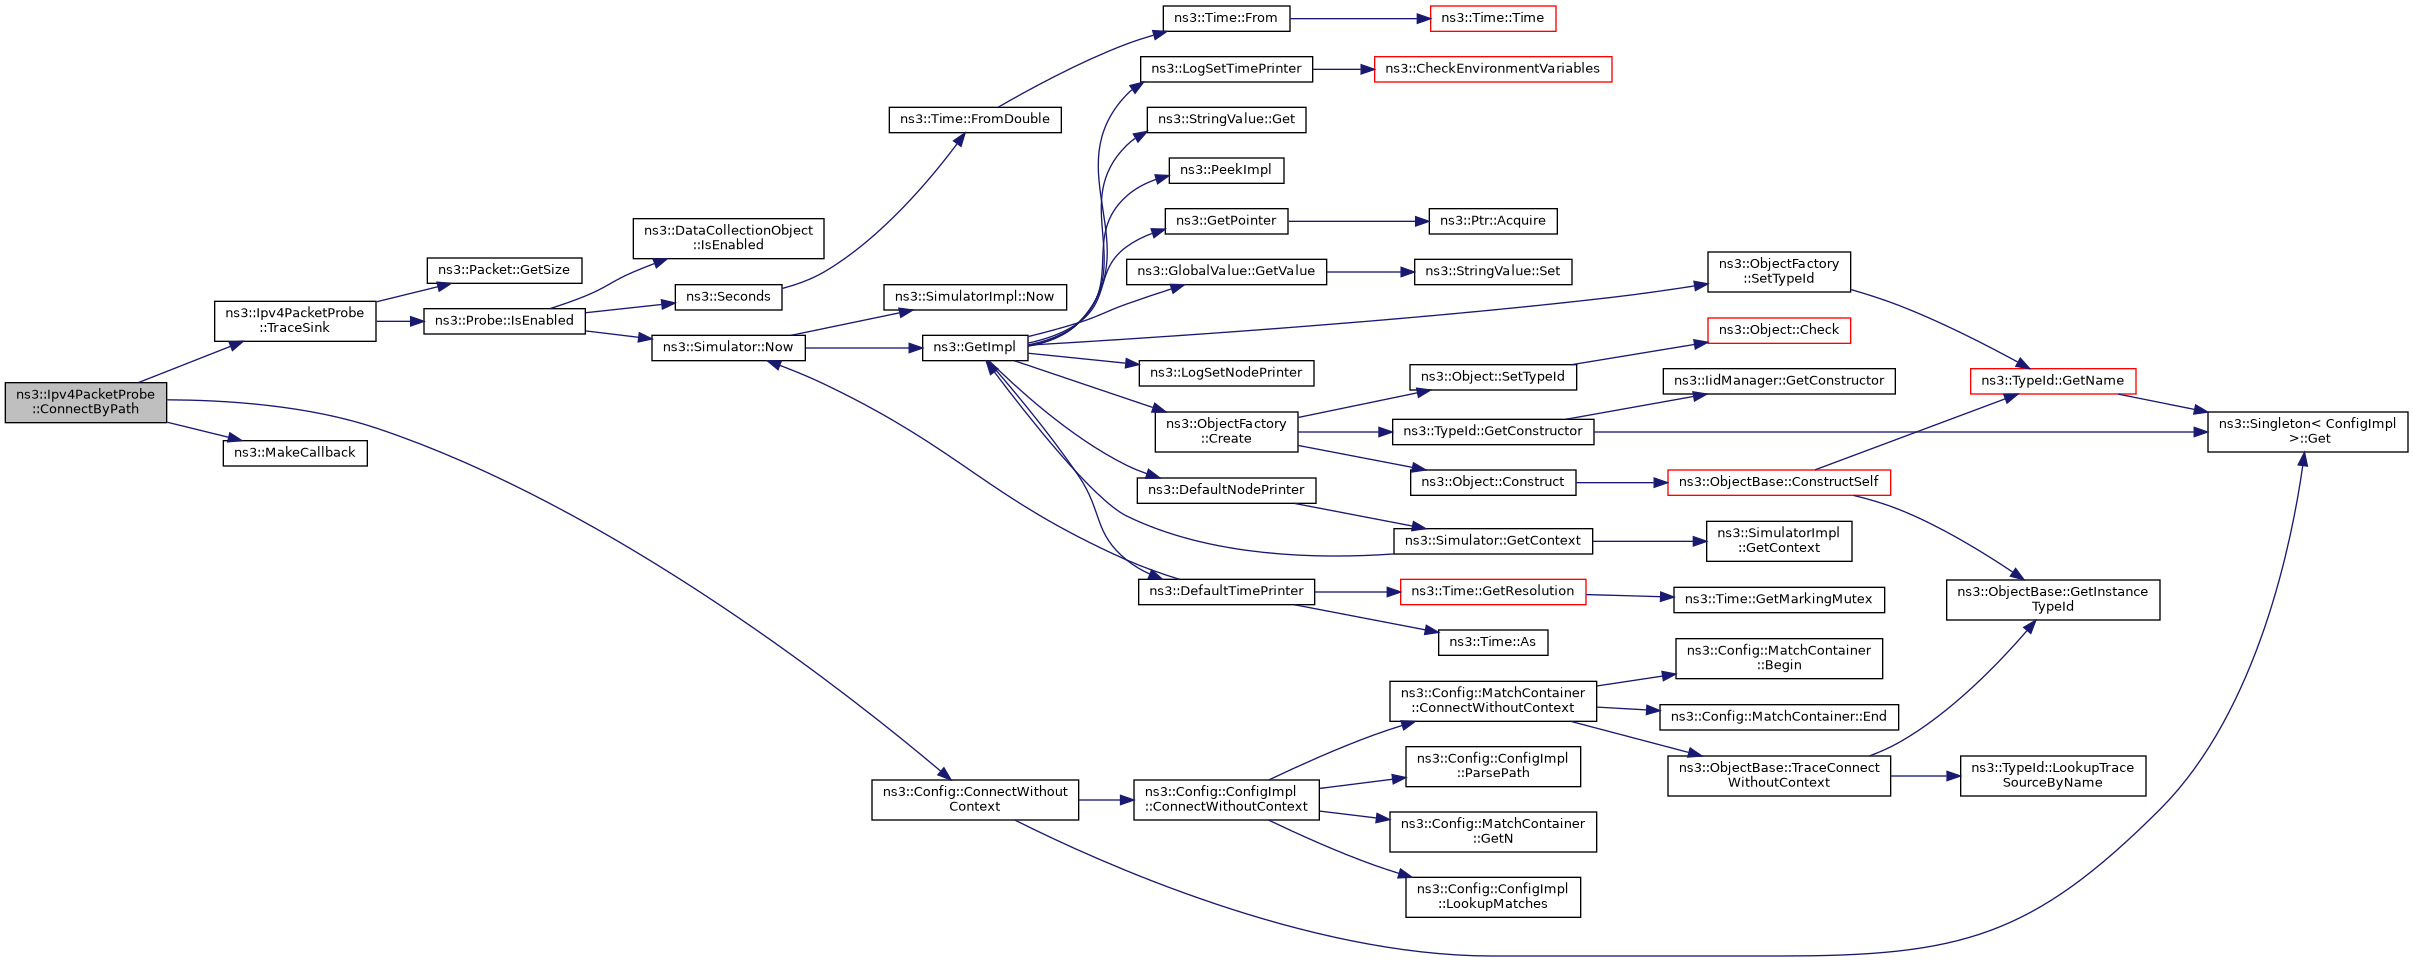 ns3::Ipv4PacketProbe
::ConnectByPath
ns3::Ipv4PacketProbe
::TraceSink
ns3::MakeCallback
ns3::Packet::GetSize
ns3::Probe::IsEnabled
ns3::DataCollectionObject
::IsEnabled
ns3::Seconds
ns3::Simulator::Now
ns3::Time::FromDouble
ns3::SimulatorImpl::Now
ns3::GetImpl
ns3::Config::ConnectWithout
Context
ns3::Time::From
ns3::LogSetTimePrinter
ns3::StringValue::Get
ns3::PeekImpl
ns3::GetPointer
ns3::GlobalValue::GetValue
ns3::LogSetNodePrinter
ns3::ObjectFactory
::Create
ns3::DefaultNodePrinter
ns3::DefaultTimePrinter
ns3::Config::ConfigImpl
::ConnectWithoutContext
ns3::Time::Time
ns3::CheckEnvironmentVariables
ns3::Ptr::Acquire
ns3::StringValue::Set
ns3::Object::SetTypeId
ns3::TypeId::GetConstructor
ns3::Object::Construct
ns3::Simulator::GetContext
ns3::Time::GetResolution
ns3::Time::As
ns3::Config::MatchContainer
::ConnectWithoutContext
ns3::Config::ConfigImpl
::ParsePath
ns3::Config::MatchContainer
::GetN
ns3::Config::ConfigImpl
::LookupMatches
ns3::ObjectFactory
::SetTypeId
ns3::Object::Check
ns3::IidManager::GetConstructor
ns3::ObjectBase::ConstructSelf
ns3::SimulatorImpl
::GetContext
ns3::Time::GetMarkingMutex
ns3::Config::MatchContainer
::Begin
ns3::Config::MatchContainer::End
ns3::ObjectBase::TraceConnect
WithoutContext
ns3::TypeId::GetName
ns3::ObjectBase::GetInstance
TypeId
ns3::TypeId::LookupTrace
SourceByName
ns3::Singleton< ConfigImpl
>::Get